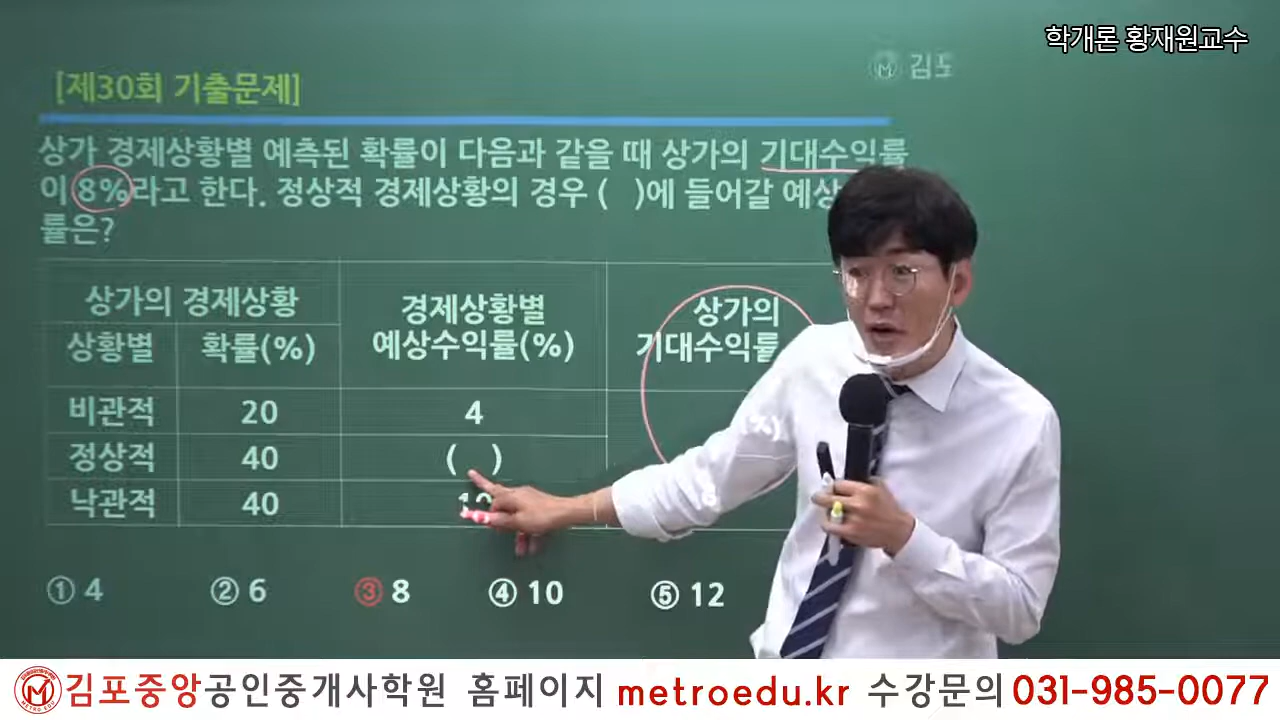 학개론 황재원교수
김포
[제30회 기출문제]
상가 경제상황별 예측된 확률이 다음과 같을 때 상가의 기대수익률
이 8%라고 한다. 정상적 경제상황의 경우 ( )에 들어갈 예상
률은?
상가의 경제상황
경제상황별
예상수익률(%)
상가의
기대수익률
상황별 확률(%)
비관적 20 4
정상적 40 ( )
낙관적 40
① 4 ② 6 ③ 8 ④ 10 ⑤ 12
김포중앙공인중개사학원 홈페이지 metroedu.kr 수강문의 031-985-0077